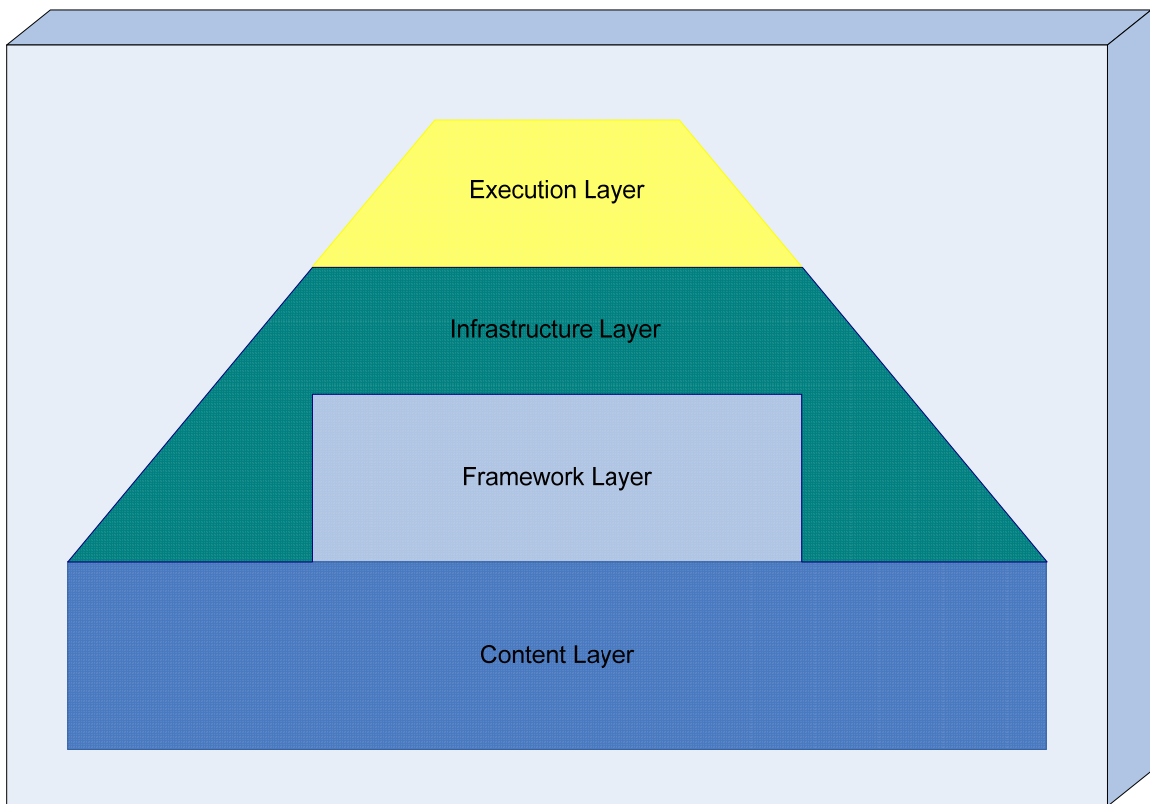 Execution Layer
Infrastructure Layer
Framework Layer
Content Layer